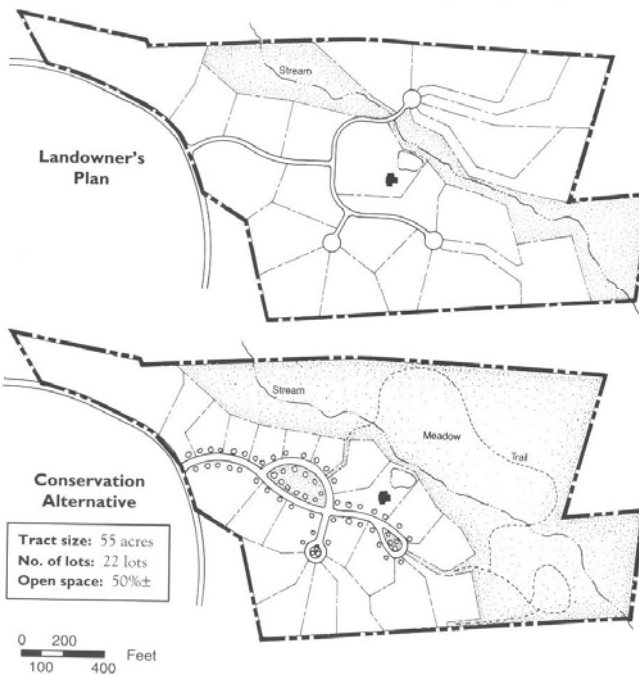 Stream
Landowner's
Plan
Stream
Meadow
Trail
Conservation
Alternative
Tract size: 55 acres
No. of lots: 22 lots
Open space: 50%±
0 200
Feet
100 400